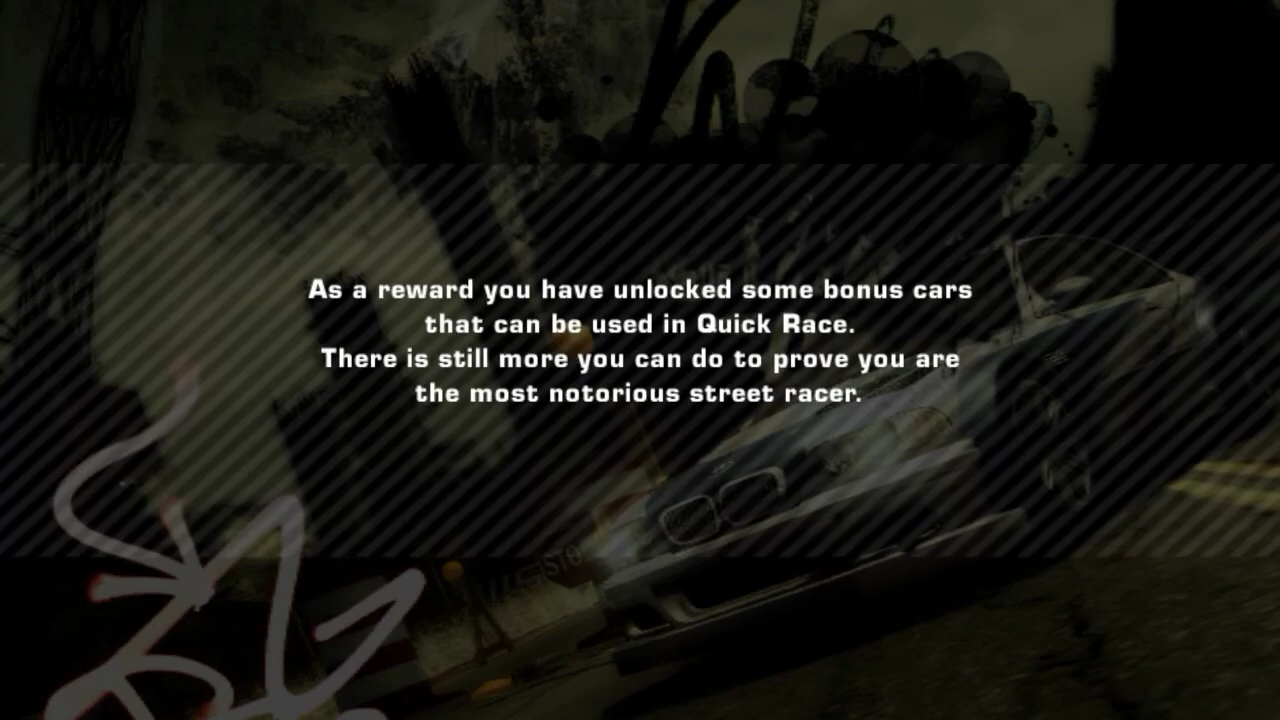 As a reward you have unlocked some bonus cars
that can be used in Quick Race.
There is still more you can do to prove you are
the most notorious street racer.
STO